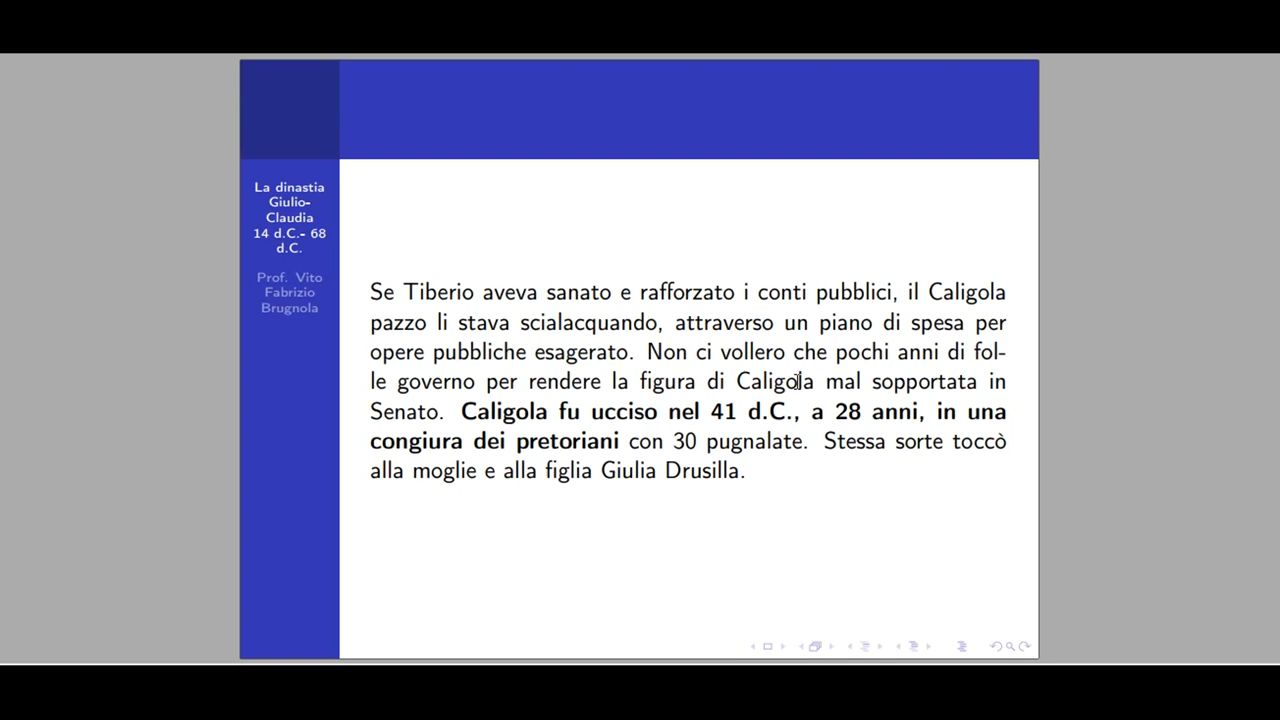 La dinastia
Giulio-
Claudia
14 d.C.- 68
d.C.
Prof. Vito
Fabrizio
Brugnola
Se Tiberio aveva sanato e rafforzato i conti pubblici, il Caligola
pazzo li stava scialacquando, attraverso un piano di spesa per
opere pubbliche esagerato. Non ci vollero che pochi anni di fol-
le governo per rendere la figura di Caligola mal sopportata in
Senato. Caligola fu ucciso nel 41 d.C., a 28 anni, in una
congiura dei pretoriani con 30 pugnalate. Stessa sorte toccò
alla moglie e alla figlia Giulia Drusilla.